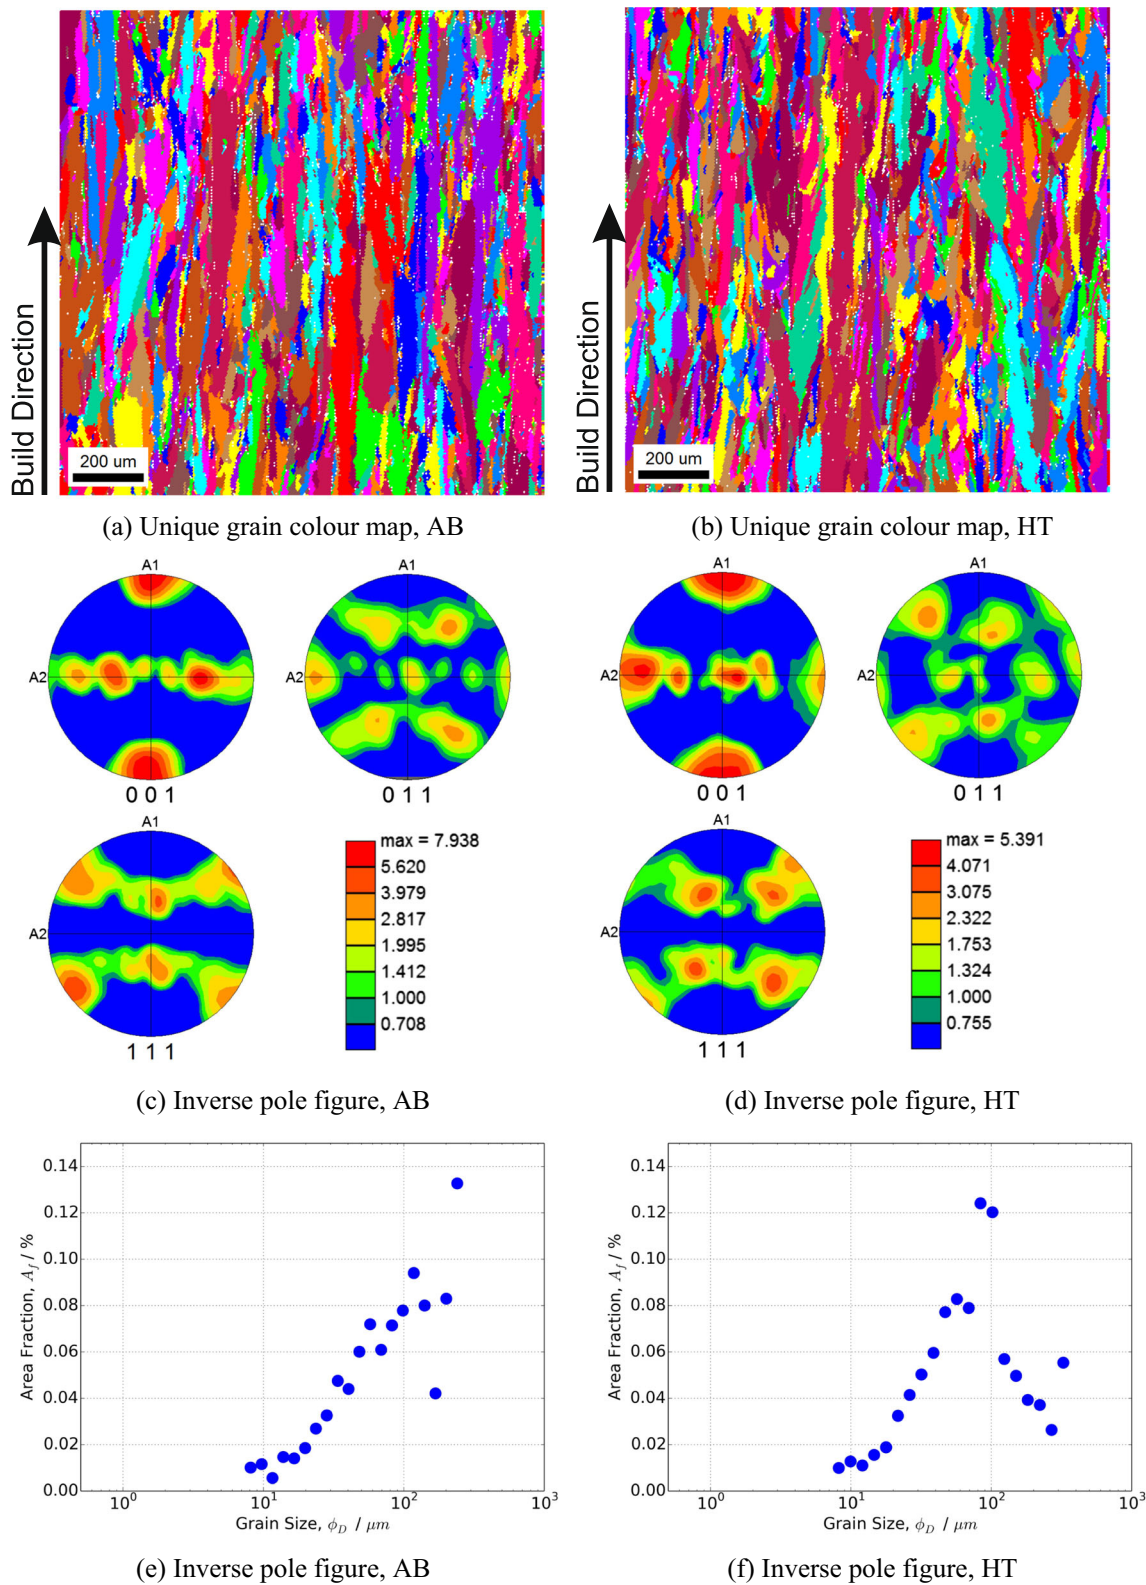 Build Direction
200 um
Build Direction
200 um
(a) Unique grain colour map, AB
(b) Unique grain colour map, HT
A1
A2
0 0 1
A1
A2
0 1 1
A1
A2
1 1 1
max = 7.938
5.620
3.979
2.817
1.995
1.412
1.000
0.708
A1
A2
0 0 1
A1
A2
0 1 1
A1
A2
1 1 1
max = 5.391
4.071
3.075
2.322
1.753
1.324
1.000
0.755
(c) Inverse pole figure, AB
(d) Inverse pole figure, HT
Area Fraction, A_f / %
0.14
0.12
0.10
0.08
0.06
0.04
0.02
0.00
10^0
10^1
10^2
10^3
Grain Size, ϕ_D / μm
Area Fraction, A_f / %
0.14
0.12
0.10
0.08
0.06
0.04
0.02
0.00
10^0
10^1
10^2
10^3
Grain Size, ϕ_D / μm
(e) Inverse pole figure, AB
(f) Inverse pole figure, HT